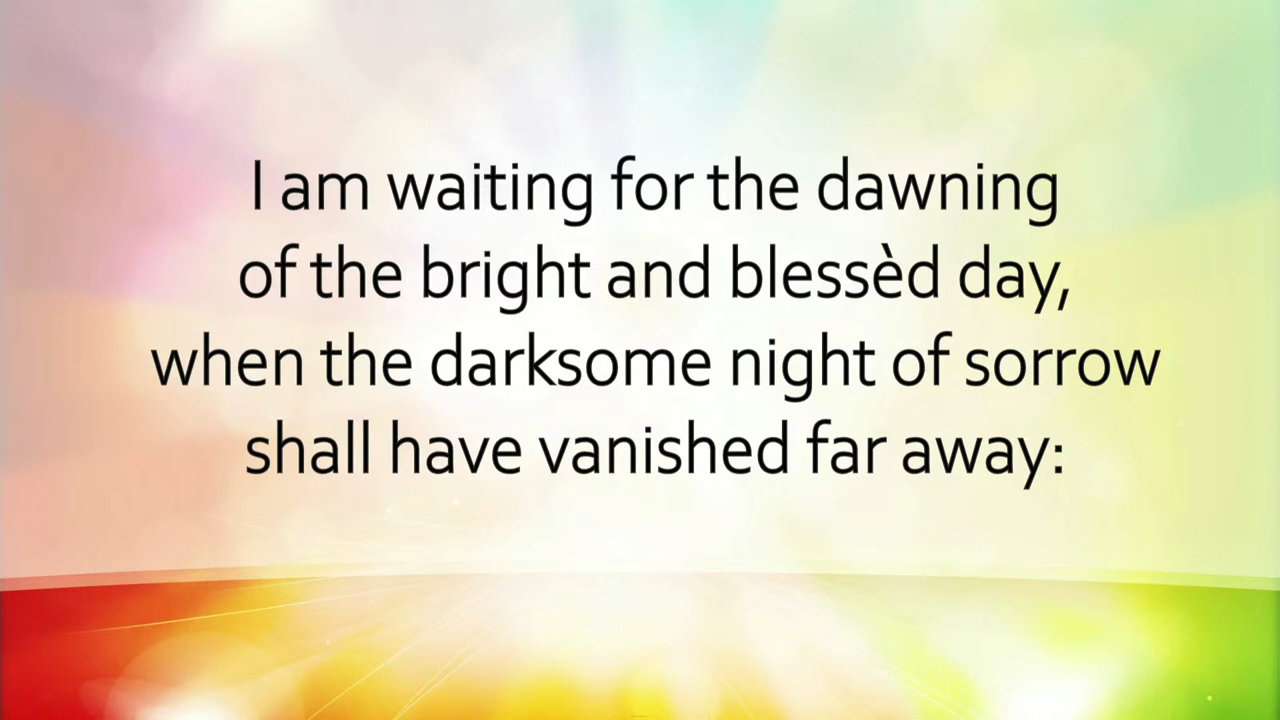 I am waiting for the dawning
of the bright and blessèd day,
when the darksome night of sorrow
shall have vanished far away: